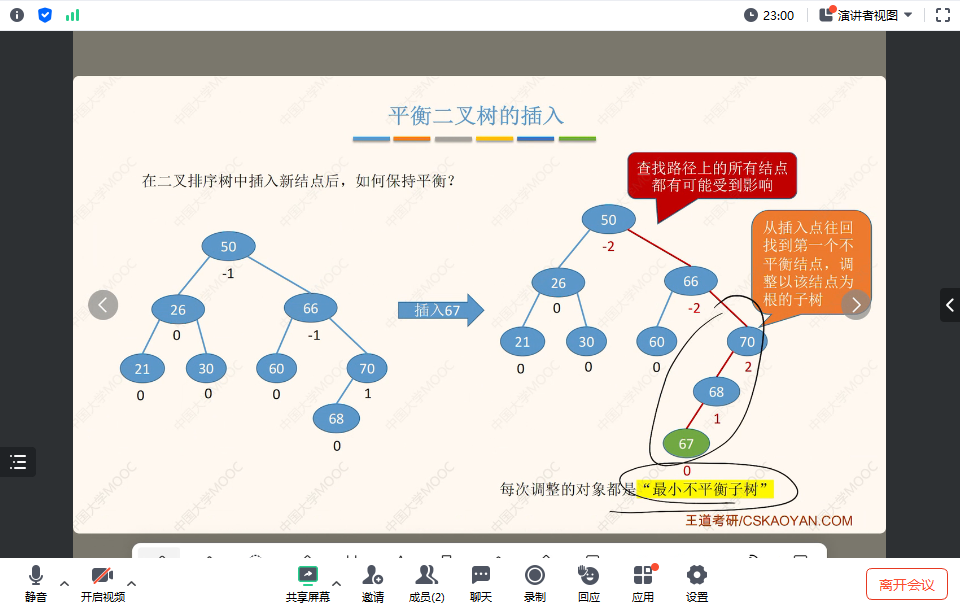 23:00
演讲者视图
平衡二叉树的插入
在二叉排序树中插入新结点后，如何保持平衡？
查找路径上的所有结点
都有可能受到影响
从插入点往回
找到第一个不
平衡结点，调
整以该结点为
根的子树
50
-1
26
0
66
-1
21
0
30
0
60
0
70
1
68
0
插入67
50
-2
26
0
66
-2
21
0
30
0
60
0
70
2
68
1
67
0
每次调整的对象都是“最小不平衡子树”
王道考研/CSKAOYAN.COM
中国大学MOOC
静音
开启视频
共享屏幕
邀请
成员(2)
聊天
录制
回应
应用
设置
离开会议